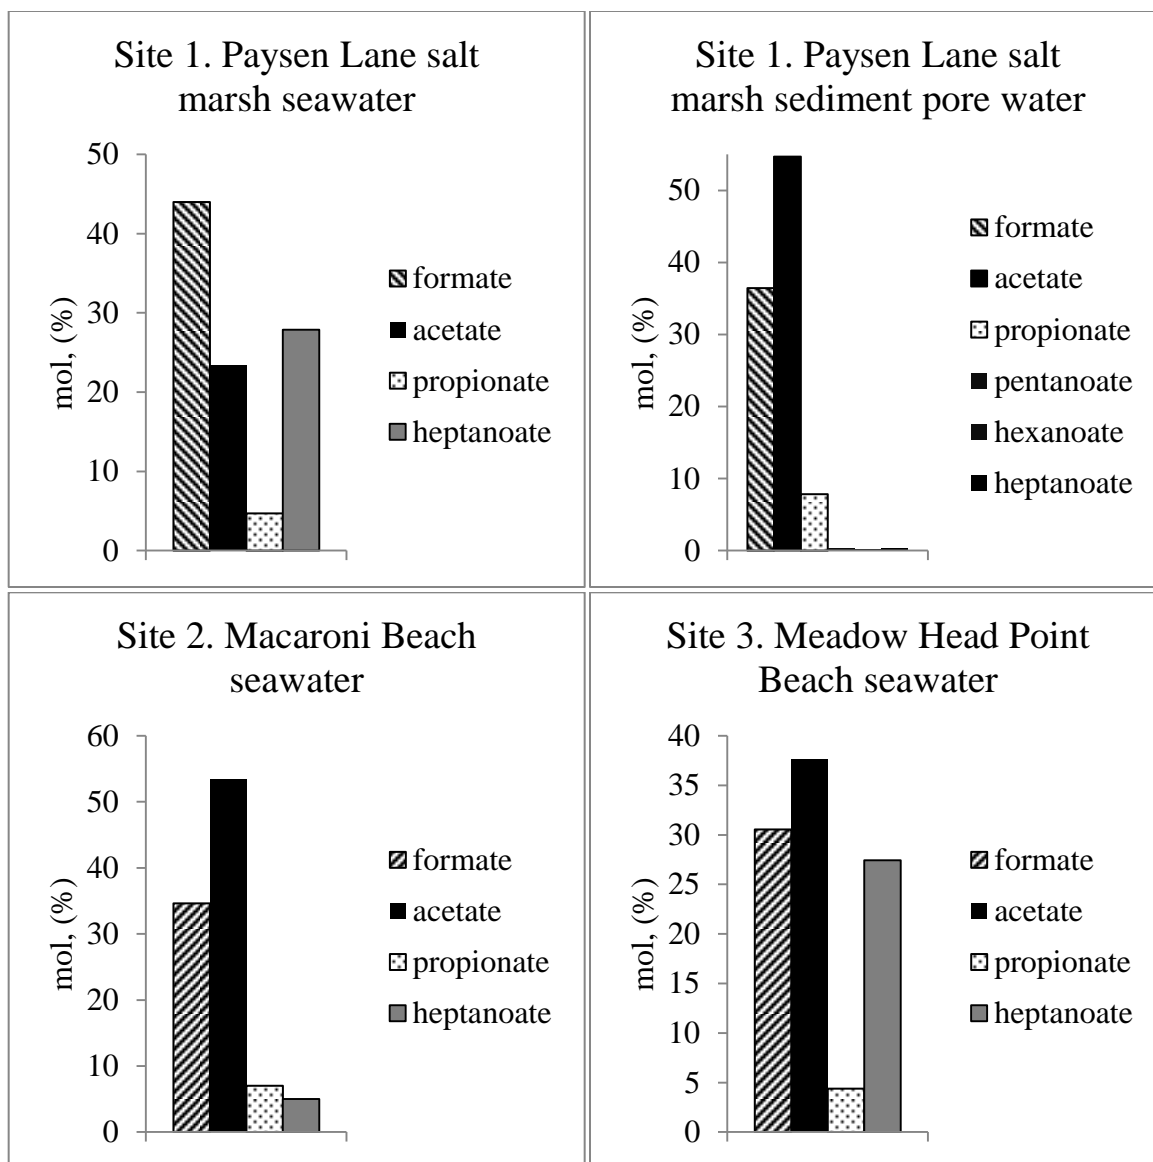 Site 1. Paysen Lane salt
marsh seawater
50
40
30
20
10
0
mol, (%)
formate
acetate
propionate
heptanoate
Site 1. Paysen Lane salt
marsh sediment pore water
50
40
30
20
10
0
mol, (%)
formate
acetate
propionate
pentanoate
hexanoate
heptanoate
Site 2. Macaroni Beach
seawater
60
50
40
30
20
10
0
mol, (%)
formate
acetate
propionate
heptanoate
Site 3. Meadow Head Point
Beach seawater
40
35
30
25
20
15
10
5
0
mol, (%)
formate
acetate
propionate
heptanoate